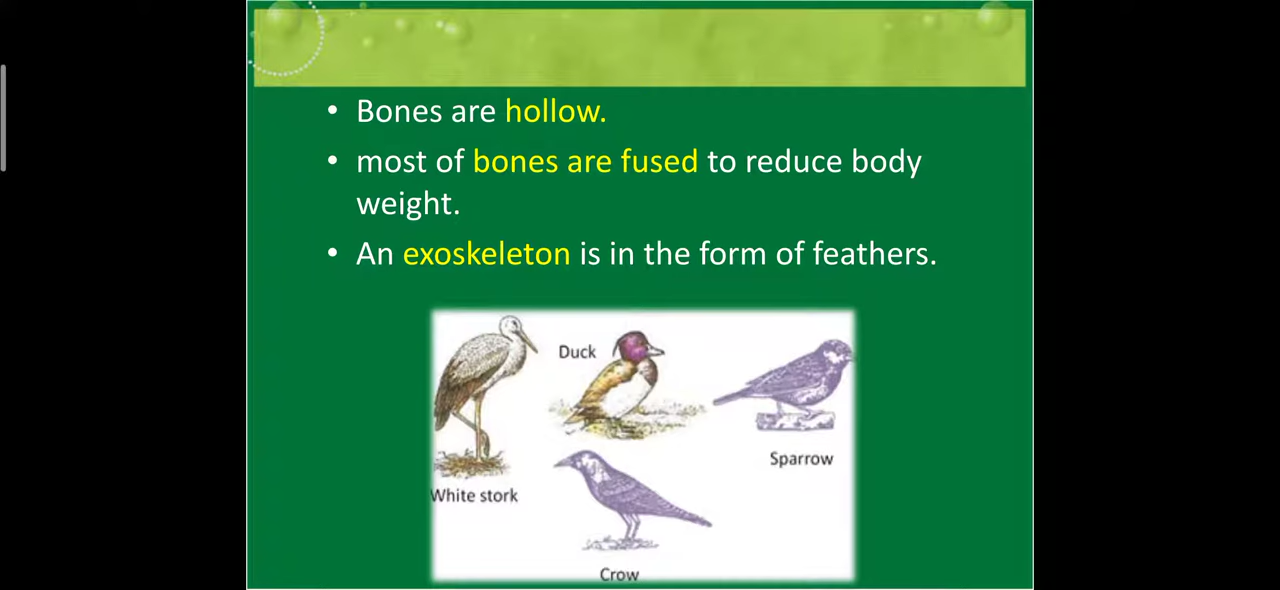 • Bones are hollow.
• most of bones are fused to reduce body
weight.
• An exoskeleton is in the form of feathers.
Duck
Sparrow
White stork
Crow